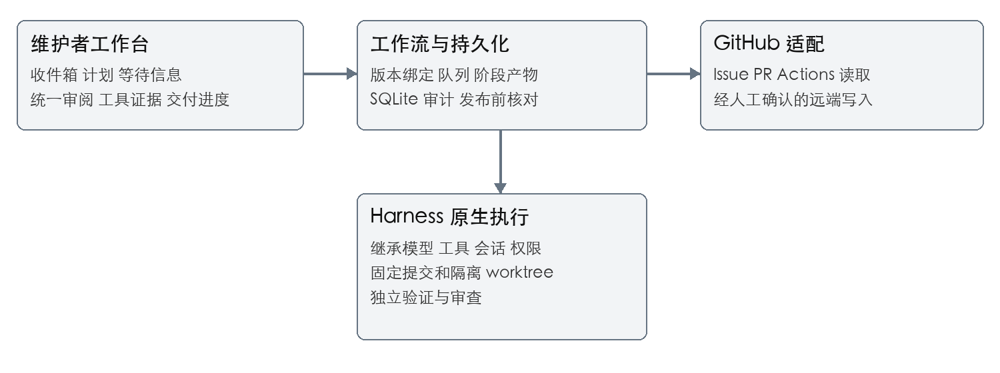 维护者工作台
收件箱 计划 等待信息
统一审阅 工具证据 交付进度
工作流与持久化
版本绑定 队列 阶段产物
SQLite 审计 发布前核对
GitHub 适配
Issue PR Actions 读取
经人工确认的远端写入
Harness 原生执行
继承模型 工具 会话 权限
固定提交和隔离 worktree
独立验证与审查